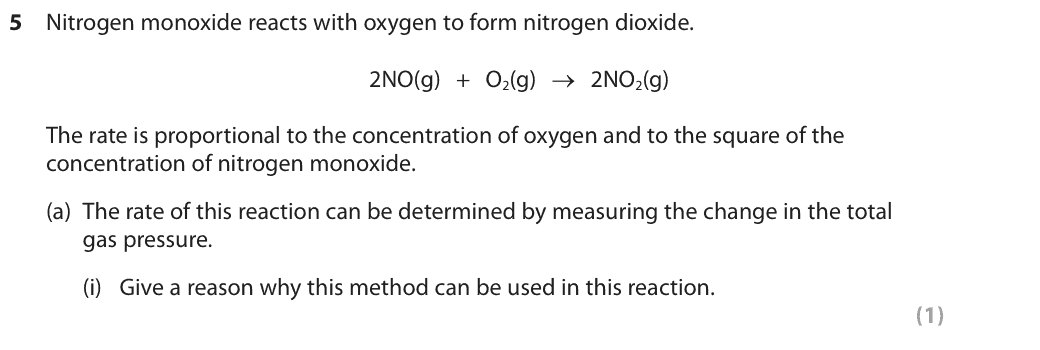 5 Nitrogen monoxide reacts with oxygen to form nitrogen dioxide.
2NO(g) + O₂(g) → 2NO₂(g)
The rate is proportional to the concentration of oxygen and to the square of the
concentration of nitrogen monoxide.
(a) The rate of this reaction can be determined by measuring the change in the total
gas pressure.
(i) Give a reason why this method can be used in this reaction.
(1)